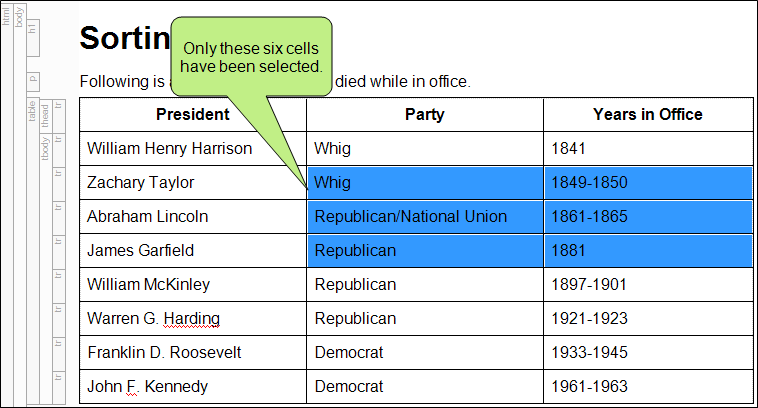 html
body
h1
Sortin
Only these six cells
have been selected.
p
Following is died while in office.
table
thead
tr
President Party Years in Office
tbody
tr
William Henry Harrison Whig 1841
tr
Zachary Taylor Whig 1849-1850
tr
Abraham Lincoln Republican/National Union 1861-1865
tr
James Garfield Republican 1881
tr
William McKinley Republican 1897-1901
tr
Warren G. Harding Republican 1921-1923
tr
Franklin D. Roosevelt Democrat 1933-1945
tr
John F. Kennedy Democrat 1961-1963